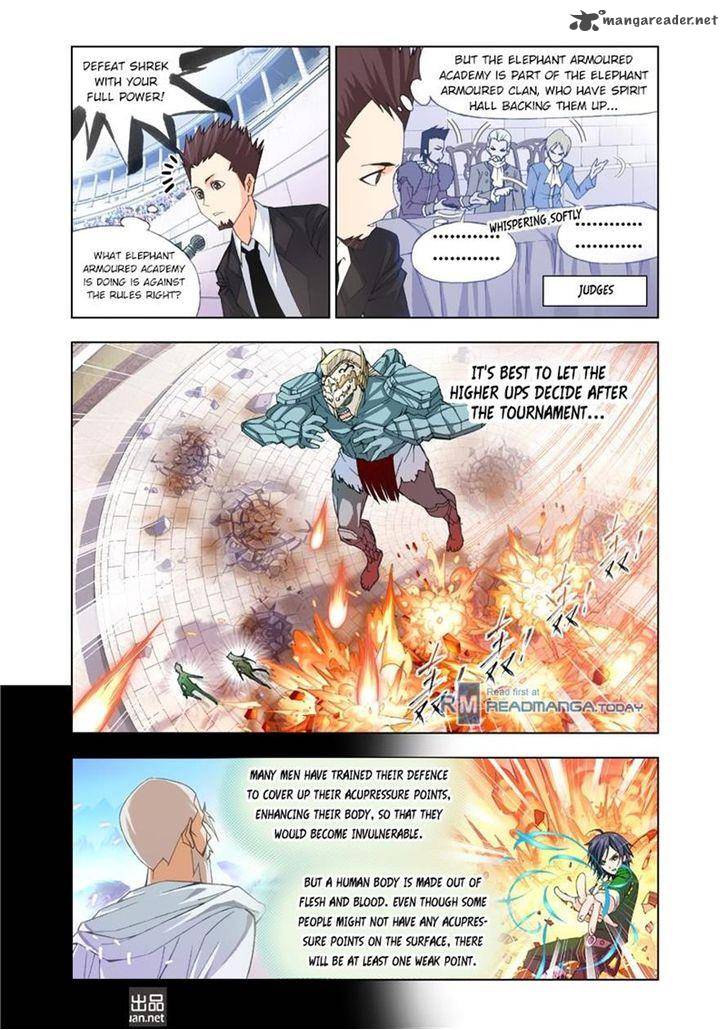 mangareader.net
DEFEAT SHREK
WITH YOUR
FULL POWER!
WHAT ELEPHANT
ARMOURED ACADEMY
IS DOING IS AGAINST
THE RULES RIGHT?
BUT THE ELEPHANT ARMOURED
ACADEMY IS PART OF THE ELEPHANT
ARMOURED CLAN, WHO HAVE SPIRIT
HALL BACKING THEM UP...
WHISPERING SOFTLY
............
............
............
............
JUDGES
IT'S BEST TO LET THE
HIGHER UPS DECIDE AFTER
THE TOURNAMENT...
轰!
轰!
轰!
RM Read first at
READMANGA.TODAY
MANY MEN HAVE TRAINED THEIR DEFENCE
TO COVER UP THEIR ACUPRESSURE POINTS,
ENHANCING THEIR BODY, SO THAT THEY
WOULD BECOME INVULNERABLE.
BUT A HUMAN BODY IS MADE OUT OF
FLESH AND BLOOD. EVEN THOUGH SOME
PEOPLE MIGHT NOT HAVE ANY ACUPRES-
SURE POINTS ON THE SURFACE, THERE
WILL BE AT LEAST ONE WEAK POINT.
出品
uan.net